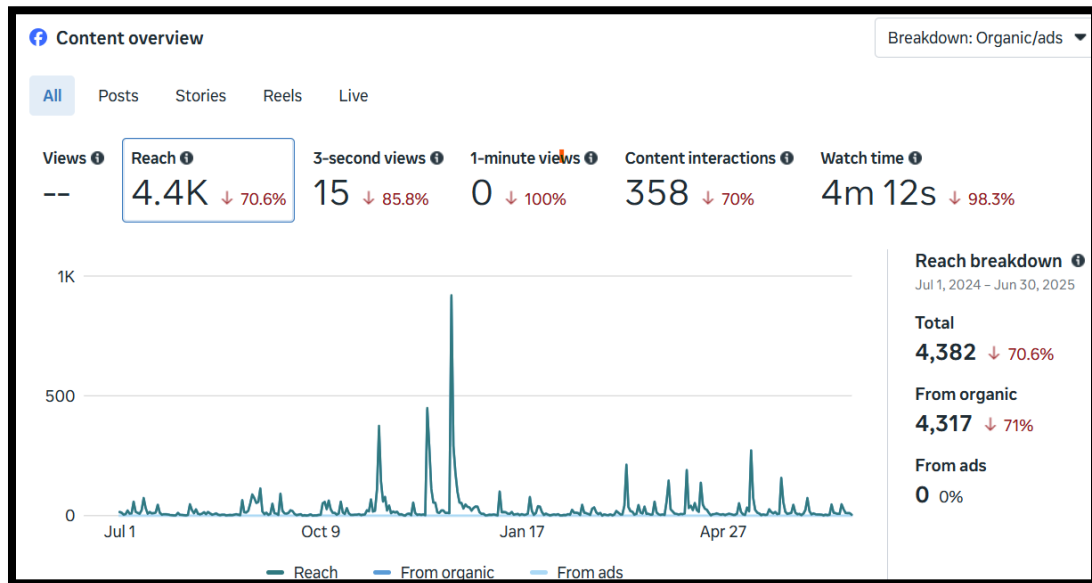 Content overview
Breakdown: Organic/ads
All Posts Stories Reels Live
Views Reach 3-second views 1-minute views Content interactions Watch time
-- 4.4K ↓ 70.6% 15 ↓ 85.8% 0 ↓ 100% 358 ↓ 70% 4m 12s ↓ 98.3%
Reach breakdown
Jul 1, 2024 – Jun 30, 2025
Total
4,382 ↓ 70.6%
From organic
4,317 ↓ 71%
From ads
0 0%
1K
500
0
Jul 1 Oct 9 Jan 17 Apr 27
Reach From organic From ads